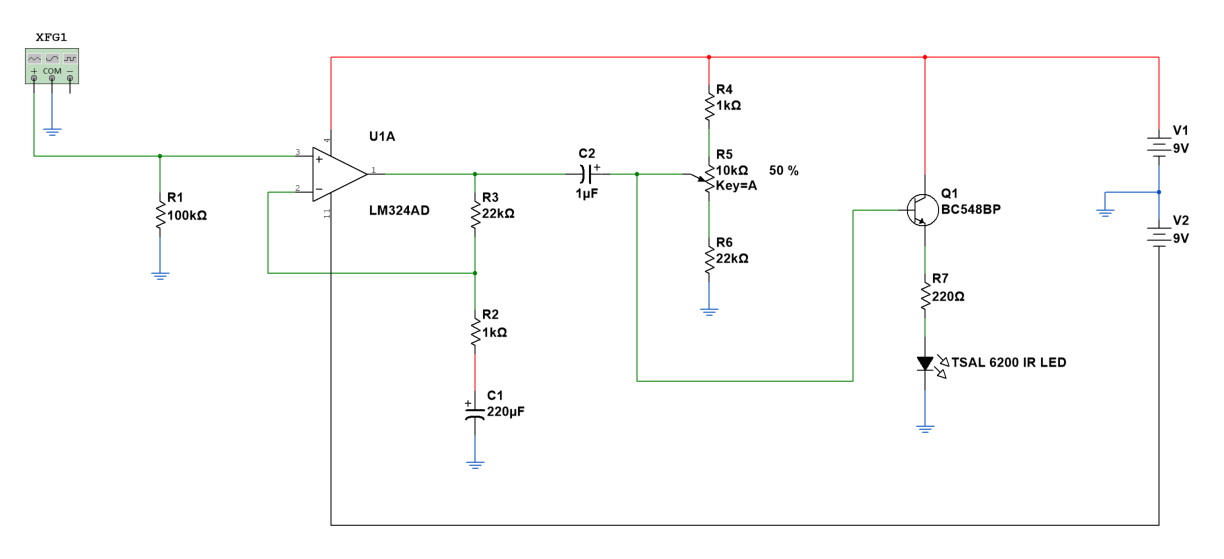 XFG1
+ COM −
U1A
4
3
+
2
−
1
11
LM324AD
R1
100kΩ
R3
22kΩ
R2
1kΩ
C1
+
220µF
C2
+
1µF
R4
1kΩ
R5
10kΩ
50 %
Key=A
R6
22kΩ
Q1
BC548BP
R7
220Ω
TSAL 6200 IR LED
V1
9V
V2
9V